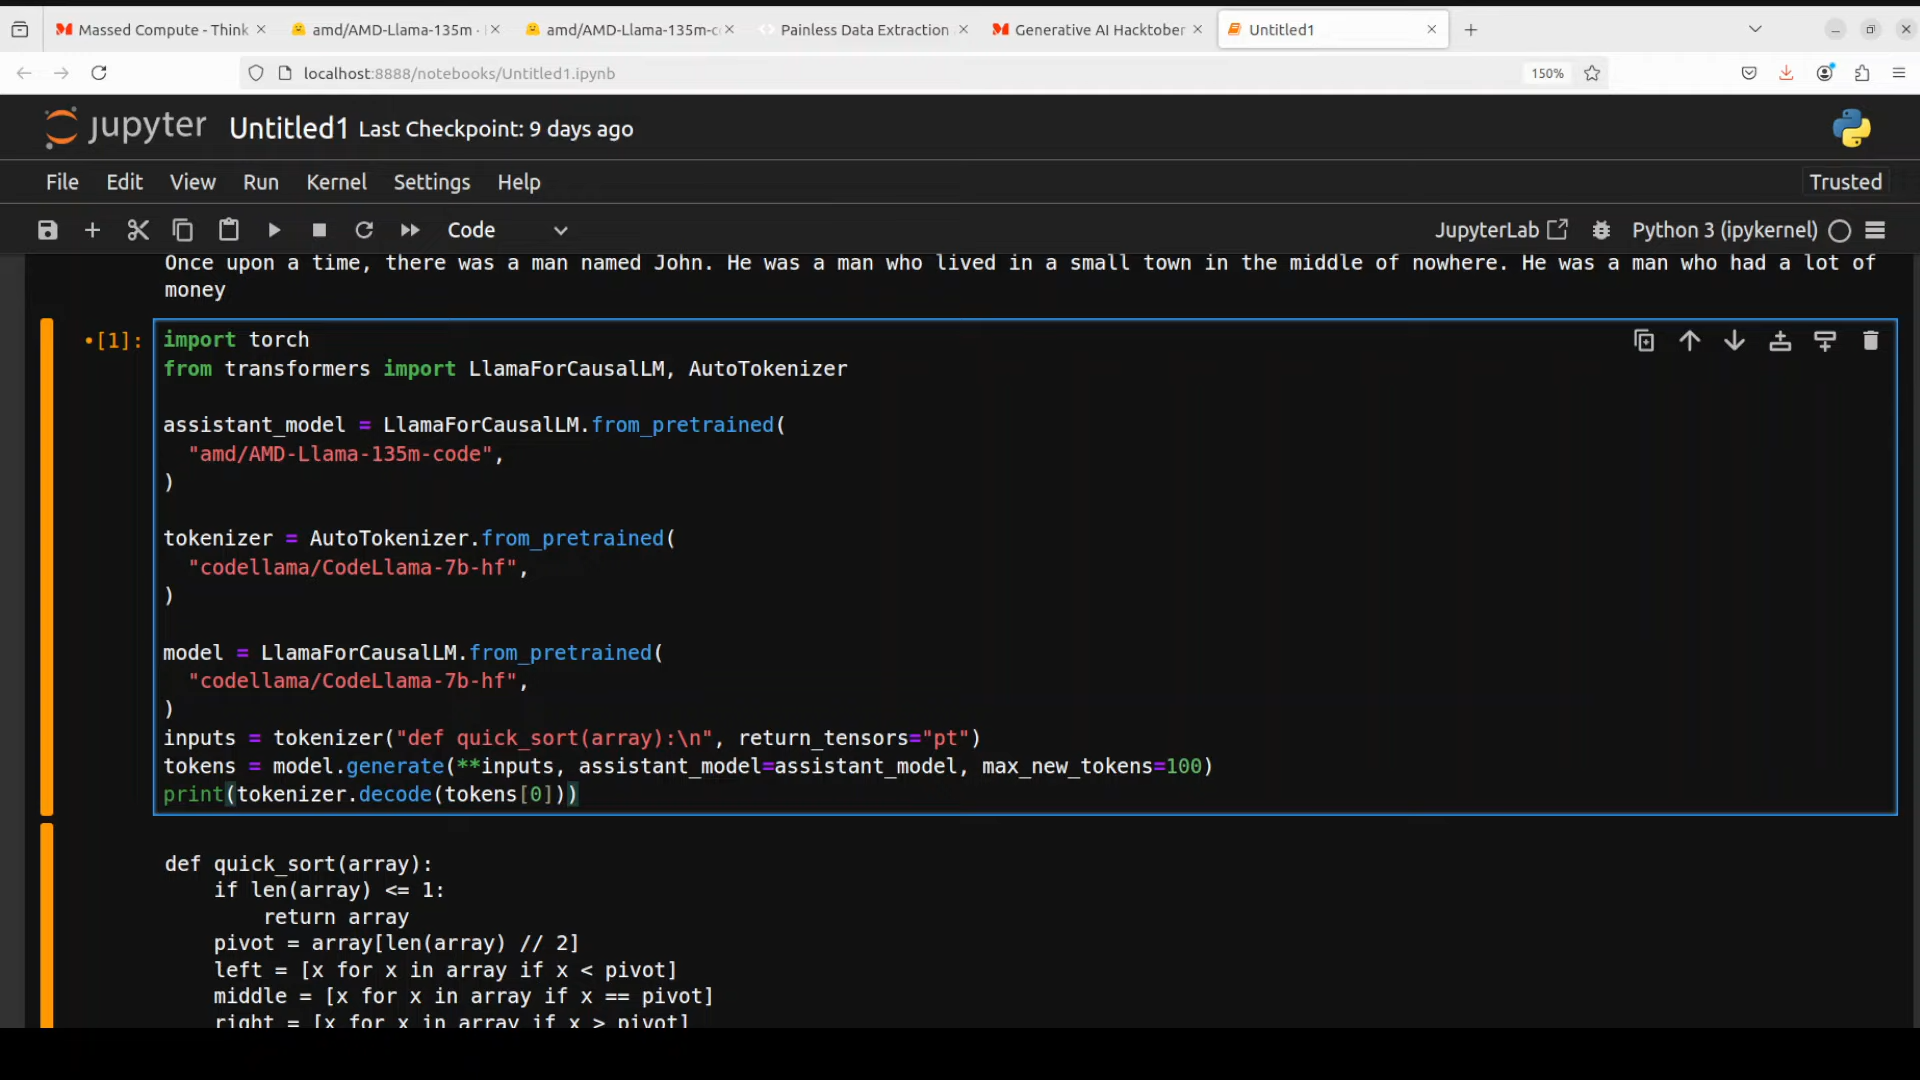 Massed Compute - Think
amd/AMD-Llama-135m ·
amd/AMD-Llama-135m-c
Painless Data Extraction
Generative AI Hacktober
Untitled1
localhost:8888/notebooks/Untitled1.ipynb
150%
jupyter Untitled1 Last Checkpoint: 9 days ago
File Edit View Run Kernel Settings Help Trusted
Code JupyterLab Python 3 (ipykernel)
Once upon a time, there was a man named John. He was a man who lived in a small town in the middle of nowhere. He was a man who had a lot of
money
•[1]:
import torch
from transformers import LlamaForCausalLM, AutoTokenizer
assistant_model = LlamaForCausalLM.from_pretrained(
  "amd/AMD-Llama-135m-code",
)
tokenizer = AutoTokenizer.from_pretrained(
  "codellama/CodeLlama-7b-hf",
)
model = LlamaForCausalLM.from_pretrained(
  "codellama/CodeLlama-7b-hf",
)
inputs = tokenizer("def quick_sort(array):\n", return_tensors="pt")
tokens = model.generate(**inputs, assistant_model=assistant_model, max_new_tokens=100)
print(tokenizer.decode(tokens[0]))
def quick_sort(array):
    if len(array) <= 1:
        return array
    pivot = array[len(array) // 2]
    left = [x for x in array if x < pivot]
    middle = [x for x in array if x == pivot]
    right = [x for x in array if x > pivot]